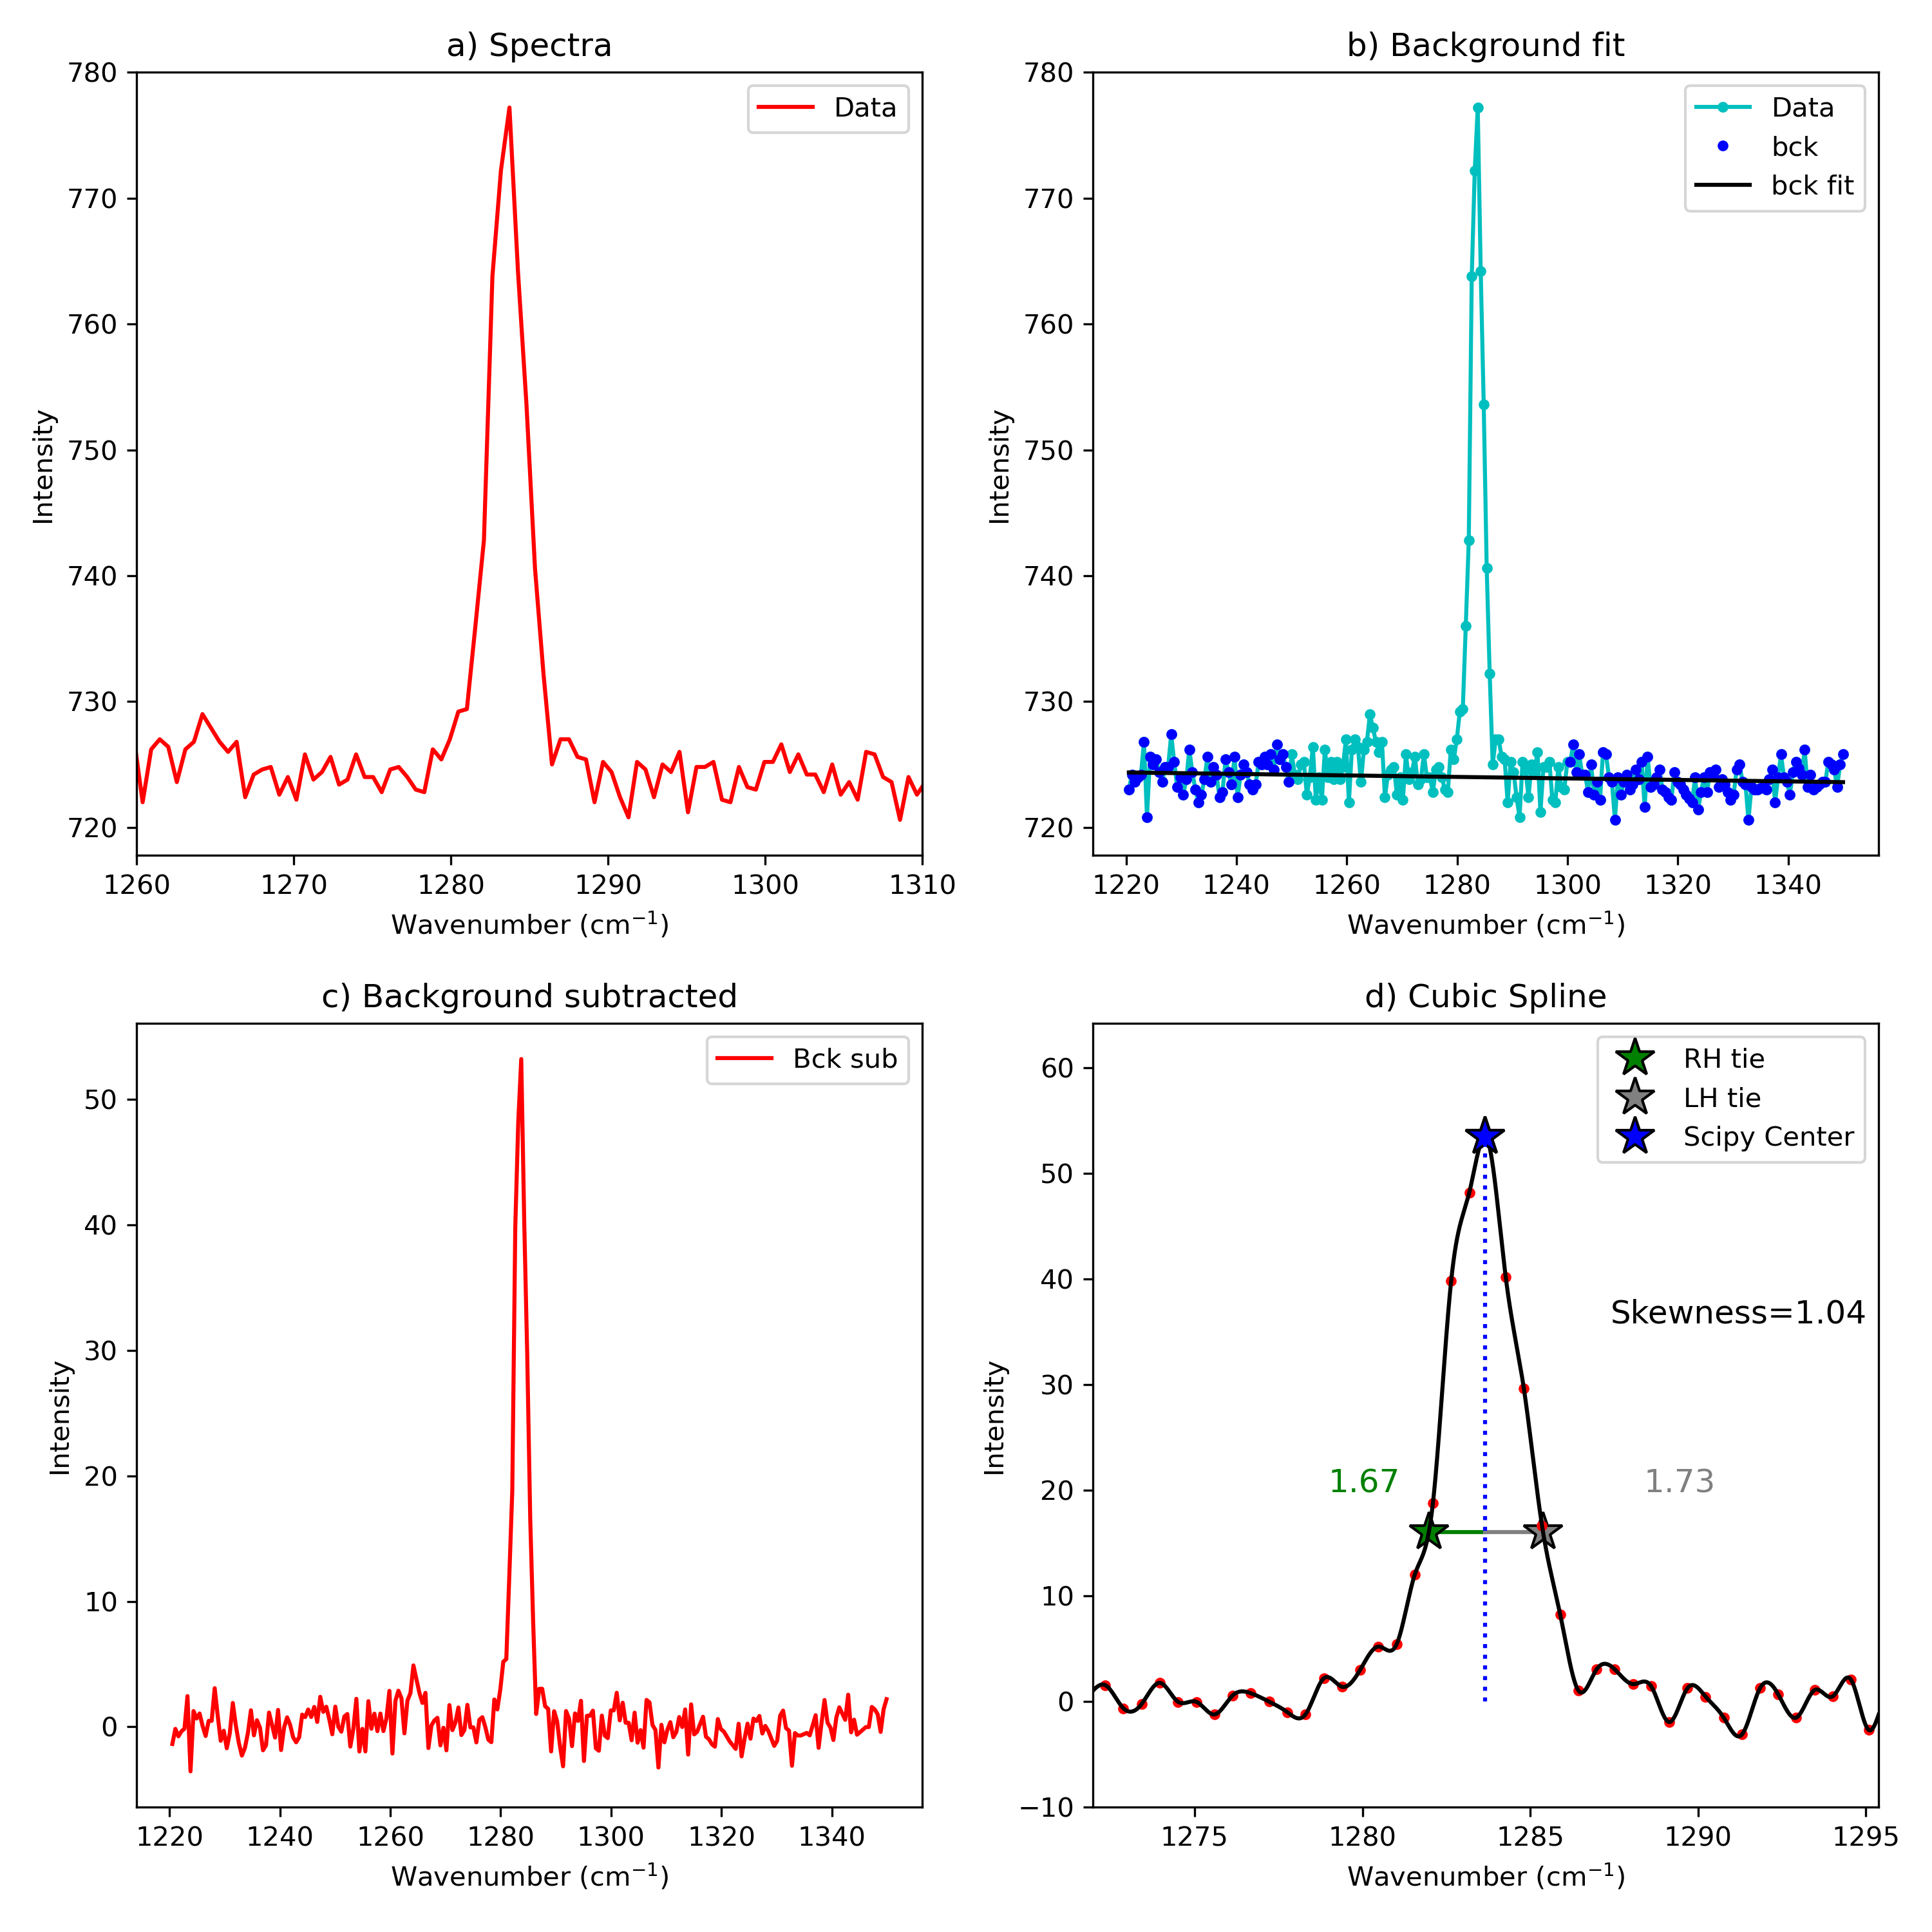 a) Spectra
780
770
760
750
740
730
720
Intensity
Data
1260 1270 1280 1290 1300 1310
Wavenumber (cm⁻¹)
b) Background fit
780
770
760
750
740
730
720
Intensity
Data
bck
bck fit
1220 1240 1260 1280 1300 1320 1340
Wavenumber (cm⁻¹)
c) Background subtracted
50
40
30
20
10
0
Intensity
Bck sub
1220 1240 1260 1280 1300 1320 1340
Wavenumber (cm⁻¹)
d) Cubic Spline
60
50
40
30
20
10
0
−10
Intensity
RH tie
LH tie
Scipy Center
Skewness=1.04
1.67 1.73
1275 1280 1285 1290 1295
Wavenumber (cm⁻¹)